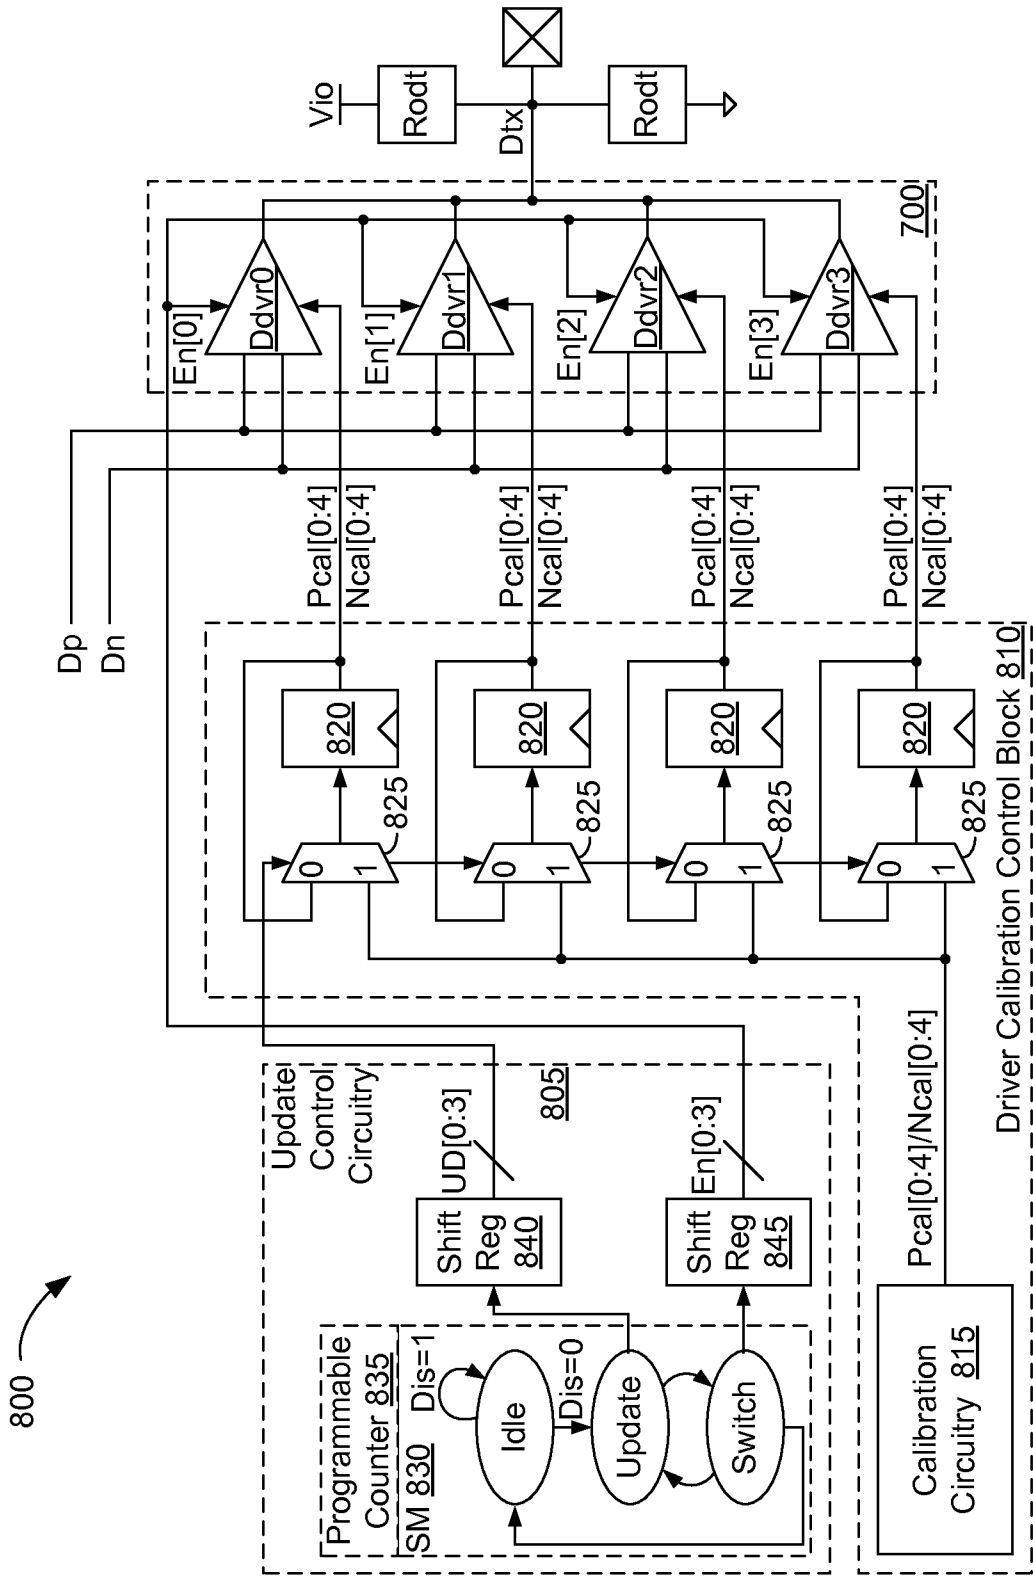 800
Update
Control
Circuitry
805
Programmable
Counter 835
SM 830
Dis=1
Idle
Dis=0
Update
Switch
Shift
Reg
840
UD[0:3]
Shift
Reg
845
En[0:3]
Calibration
Circuitry 815
Pcal[0:4]/Ncal[0:4]
Driver Calibration Control Block 810
0
1
825
820
0
1
825
820
0
1
825
820
0
1
825
820
Dp
Dn
Pcal[0:4]
Ncal[0:4]
Pcal[0:4]
Ncal[0:4]
Pcal[0:4]
Ncal[0:4]
Pcal[0:4]
Ncal[0:4]
En[0]
Ddvr0
En[1]
Ddvr1
En[2]
Ddvr2
En[3]
Ddvr3
700
Vio
Rodt
Dtx
Rodt